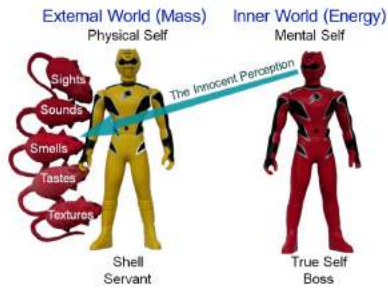 External World (Mass)
Physical Self
Inner World (Energy)
Mental Self
The Innocent Perception
Sights
Sounds
Smells
Tastes
Textures
Shell
Servant
True Self
Boss